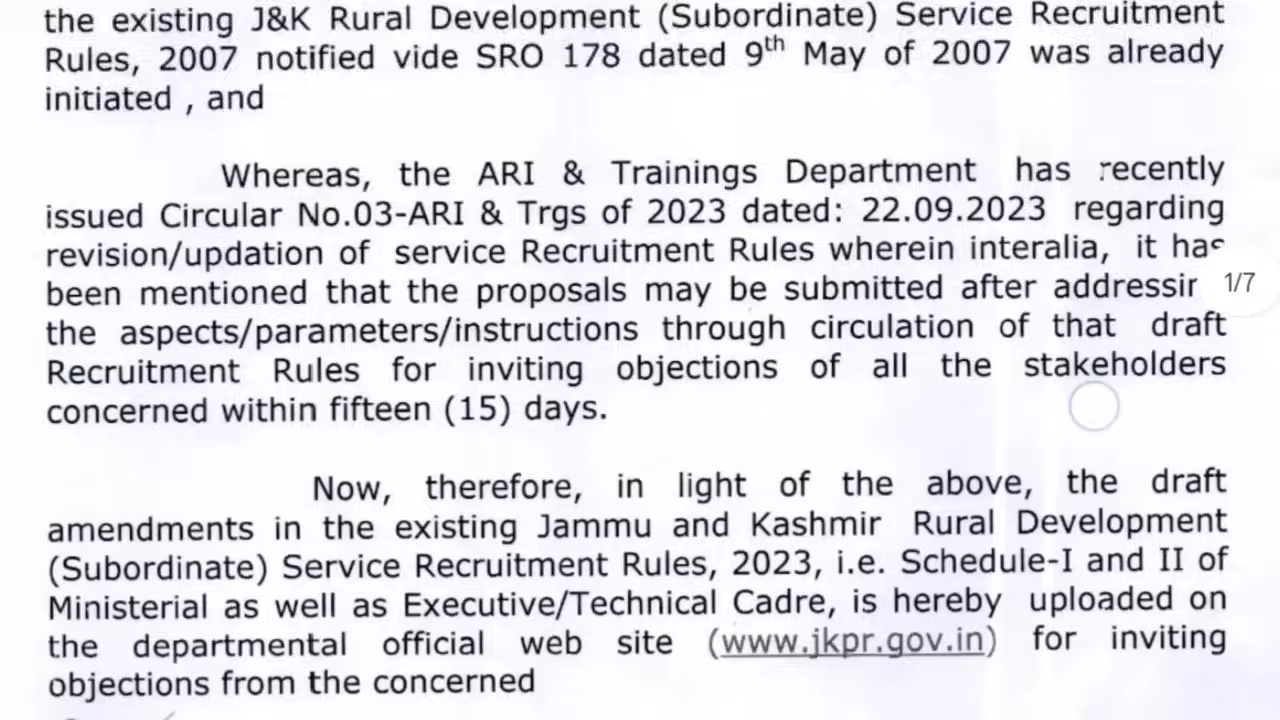 the existing J&K Rural Development (Subordinate) Service Recruitment
Rules, 2007 notified vide SRO 178 dated 9th May of 2007 was already
initiated , and
Whereas, the ARI & Trainings Department has recently
issued Circular No.03-ARI & Trgs of 2023 dated: 22.09.2023 regarding
revision/updation of service Recruitment Rules wherein interalia, it has
been mentioned that the proposals may be submitted after addressin
1/7
the aspects/parameters/instructions through circulation of that draft
Recruitment Rules for inviting objections of all the stakeholders
concerned within fifteen (15) days.
Now, therefore, in light of the above, the draft
amendments in the existing Jammu and Kashmir Rural Development
(Subordinate) Service Recruitment Rules, 2023, i.e. Schedule-I and II of
Ministerial as well as Executive/Technical Cadre, is hereby uploaded on
the departmental official web site (www.jkpr.gov.in) for inviting
objections from the concerned